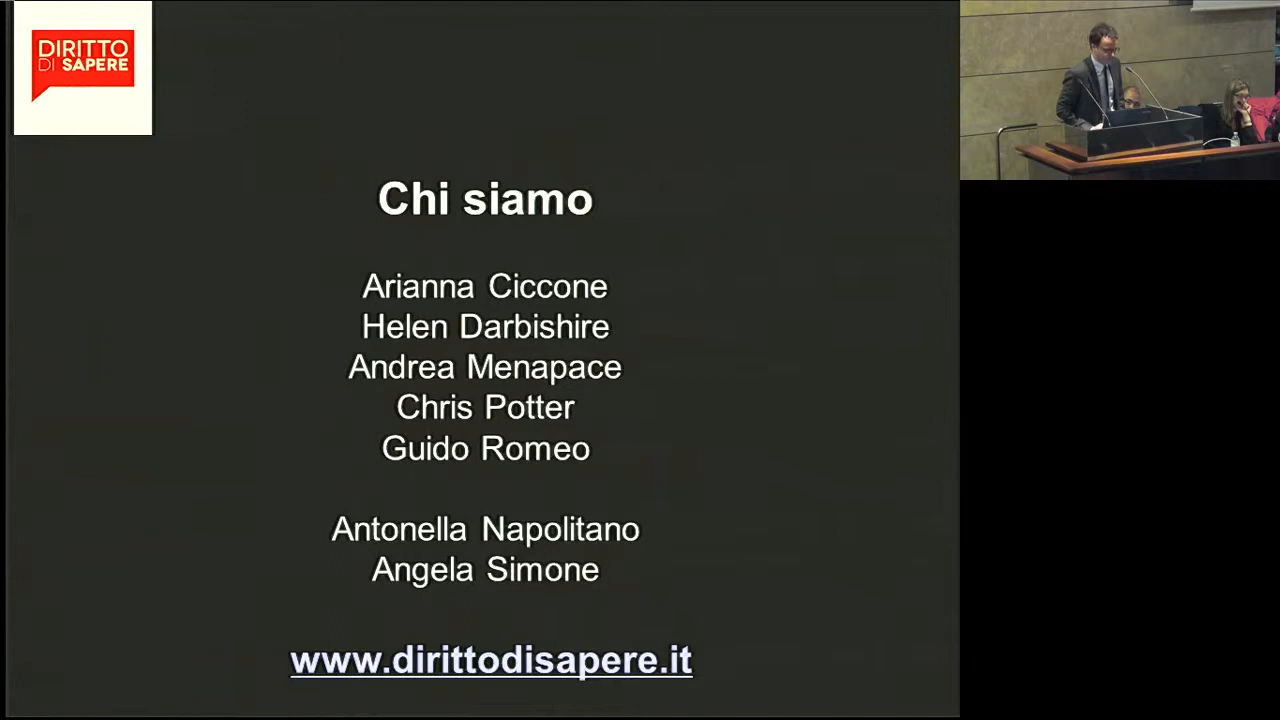 DIRITTO
DI SAPERE
Chi siamo
Arianna Ciccone
Helen Darbishire
Andrea Menapace
Chris Potter
Guido Romeo
Antonella Napolitano
Angela Simone
www.dirittodisapere.it